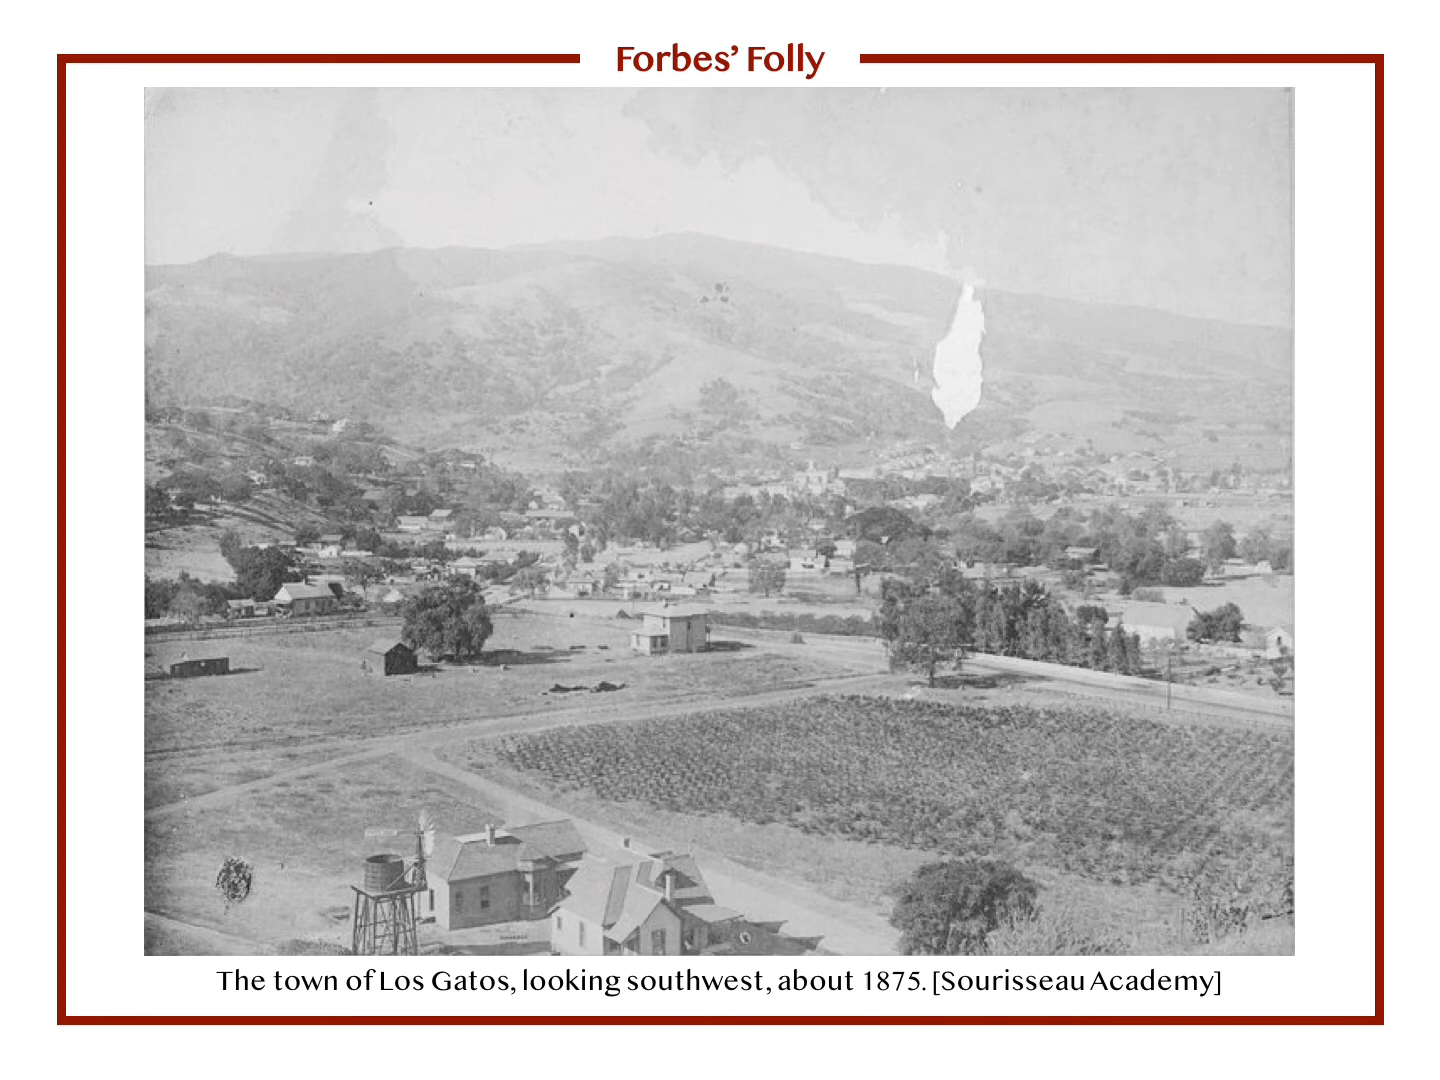 Forbes’ Folly
The town of Los Gatos, looking southwest, about 1875. [Sourisseau Academy]